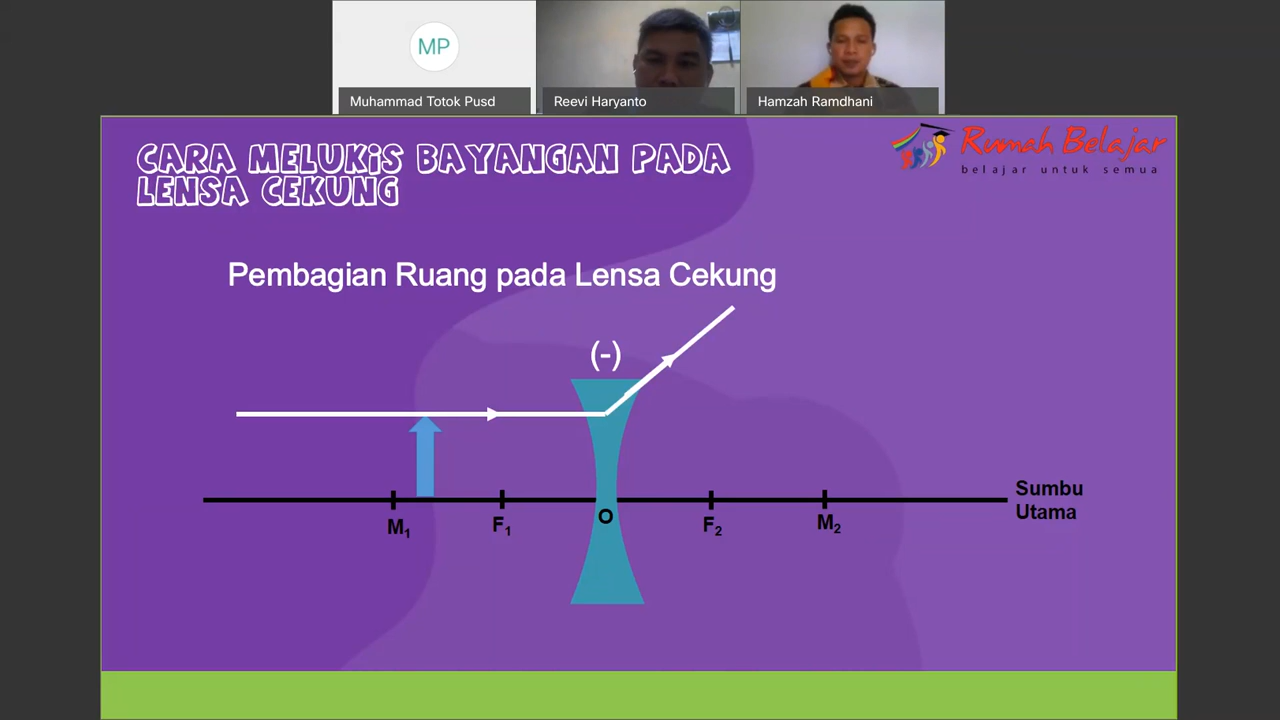 MP
Muhammad Totok Pusd
Reevi Haryanto
Hamzah Ramdhani
CARA MELUKiS BAYANGAN PADA
LENSA CEKUNG
Rumah Belajar
belajar untuk semua
Pembagian Ruang pada Lensa Cekung
(-)
Sumbu
Utama
M₁
F₁
O
F₂
M₂